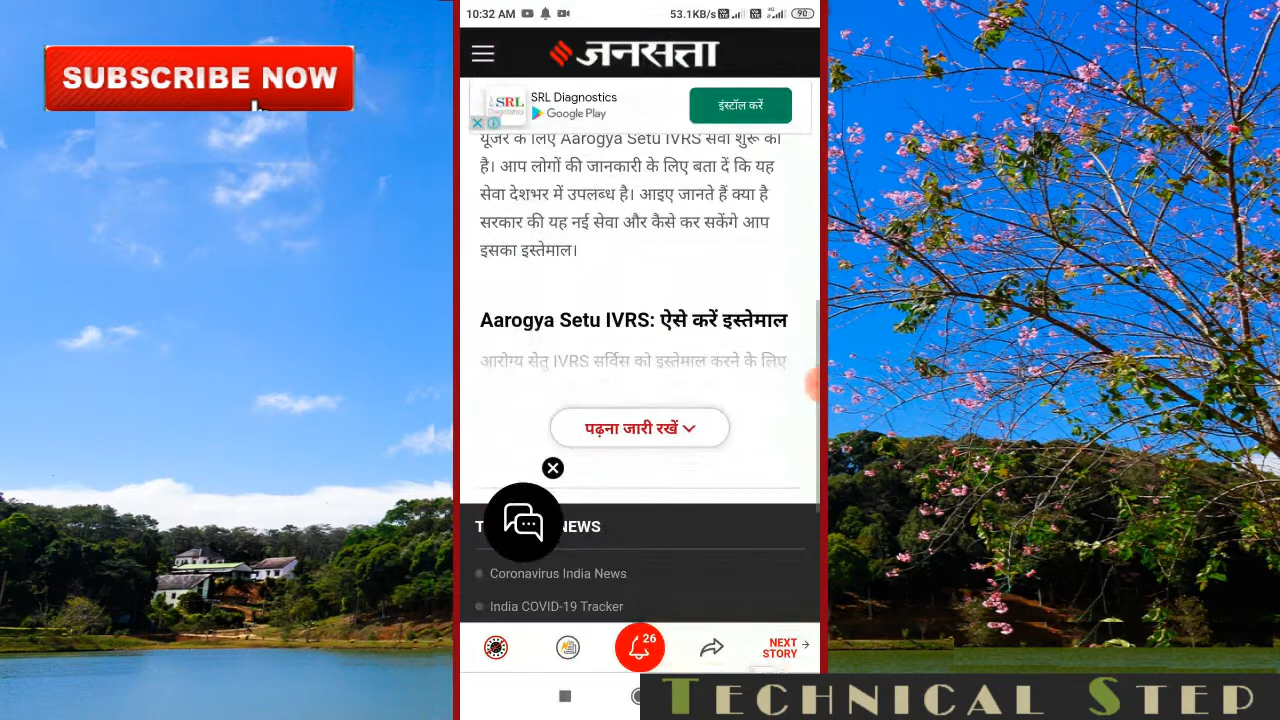 SUBSCRIBE NOW
10:32 AM
53.1KB/s
90
जनसत्ता
SRL Diagnostics
Google Play
SRL
Diagnostics
इंस्टॉल करें
यूजर के लिए Aarogya Setu IVRS सेवा शुरू की
है। आप लोगों की जानकारी के लिए बता दें कि यह
सेवा देशभर में उपलब्ध है। आइए जानते हैं क्या है
सरकार की यह नई सेवा और कैसे कर सकेंगे आप
इसका इस्तेमाल।
Aarogya Setu IVRS: ऐसे करें इस्तेमाल
आरोग्य सेतु IVRS सर्विस को इस्तेमाल करने के लिए
पढ़ना जारी रखें
NEWS
Coronavirus India News
India COVID-19 Tracker
26
NEXT
STORY
TECHNICAL STEP